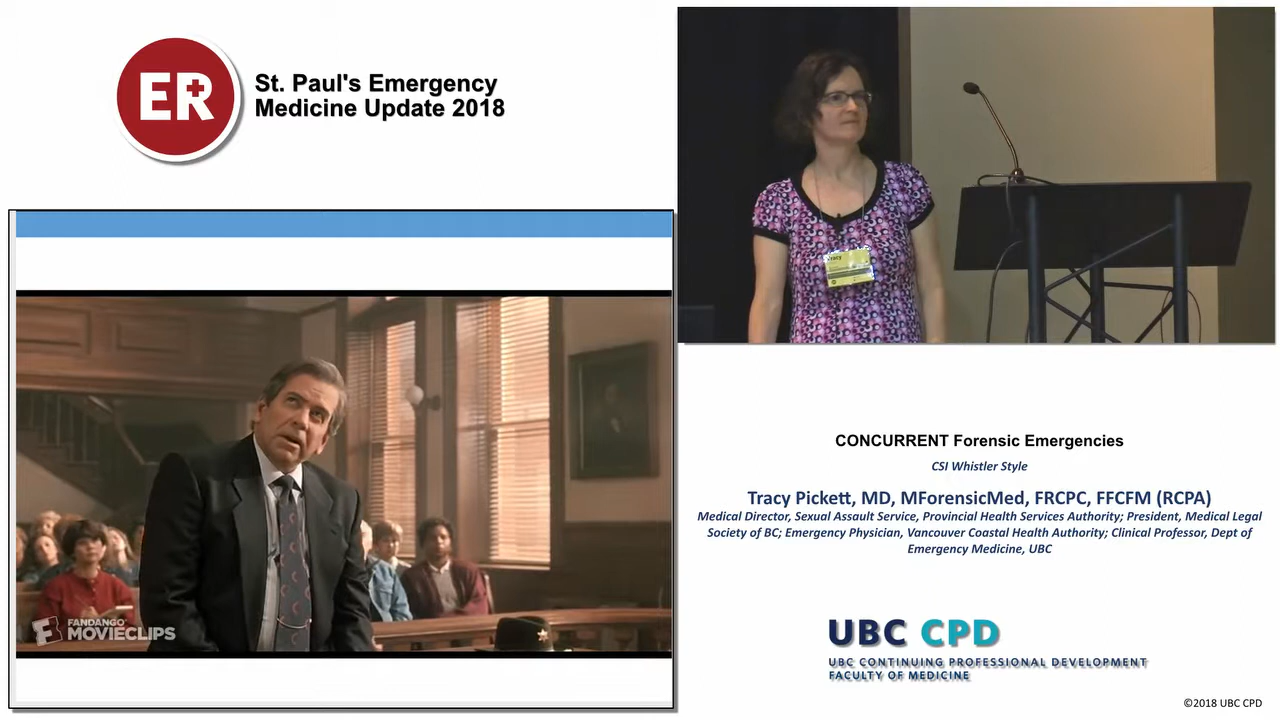 ER
St. Paul's Emergency
Medicine Update 2018
FANDANGO
MOVIECLIPS
Tracy
CONCURRENT Forensic Emergencies
CSI Whistler Style
Tracy Pickett, MD, MForensicMed, FRCPC, FFCFM (RCPA)
Medical Director, Sexual Assault Service, Provincial Health Services Authority; President, Medical Legal
Society of BC; Emergency Physician, Vancouver Coastal Health Authority; Clinical Professor, Dept of
Emergency Medicine, UBC
UBC CPD
UBC CONTINUING PROFESSIONAL DEVELOPMENT
FACULTY OF MEDICINE
©2018 UBC CPD